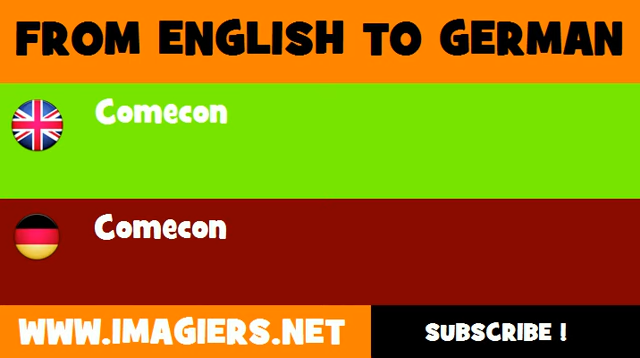 FROM ENGLISH TO GERMAN
Comecon
Comecon
WWW.IMAGIERS.NET
SUBSCRIBE !